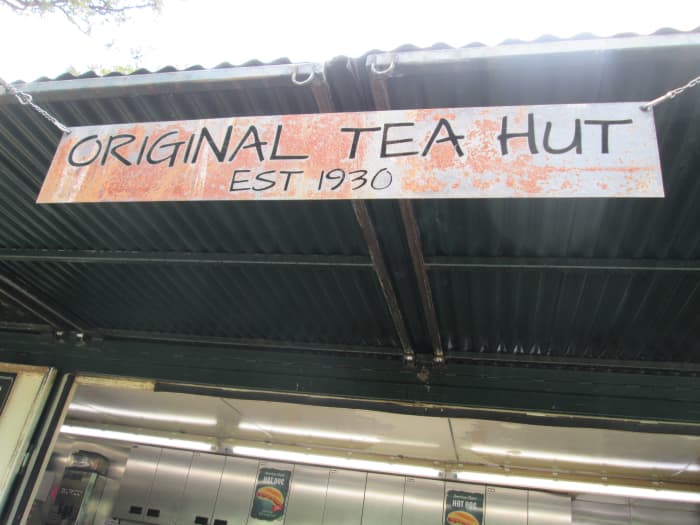 ORIGINAL TEA HUT
EST 1930
HOT DOG
HOT DOG